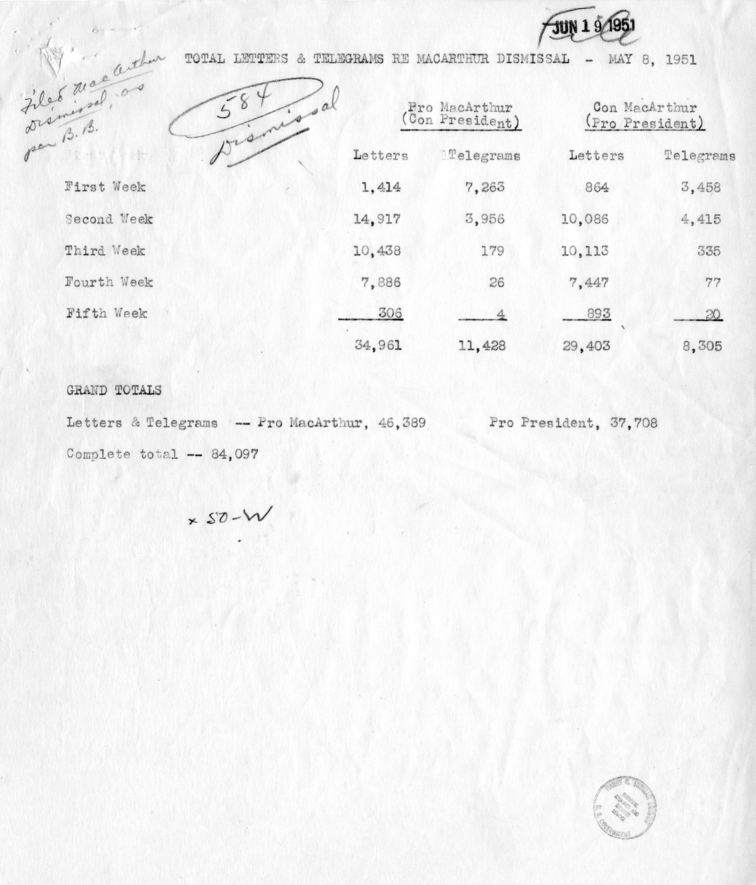 JUN 19 1951
File
TOTAL LETTERS & TELEGRAMS RE MACARTHUR DISMISSAL - MAY 8, 1951
Filed MacArthur
Dismissal, as
per B.B.
584
Dismissal
Pro MacArthur Con MacArthur
(Con President) (Pro President)
Letters Telegrams Letters Telegrams
First Week 1,414 7,263 864 3,458
Second Week 14,917 3,956 10,086 4,415
Third Week 10,438 179 10,113 335
Fourth Week 7,886 26 7,447 77
Fifth Week 306 4 893 20
34,961 11,428 29,403 8,305
GRAND TOTALS
Letters & Telegrams -- Pro MacArthur, 46,389 Pro President, 37,708
Complete total -- 84,097
x 50-W
HARRY S. TRUMAN LIBRARY
U.S. GOVERNMENT